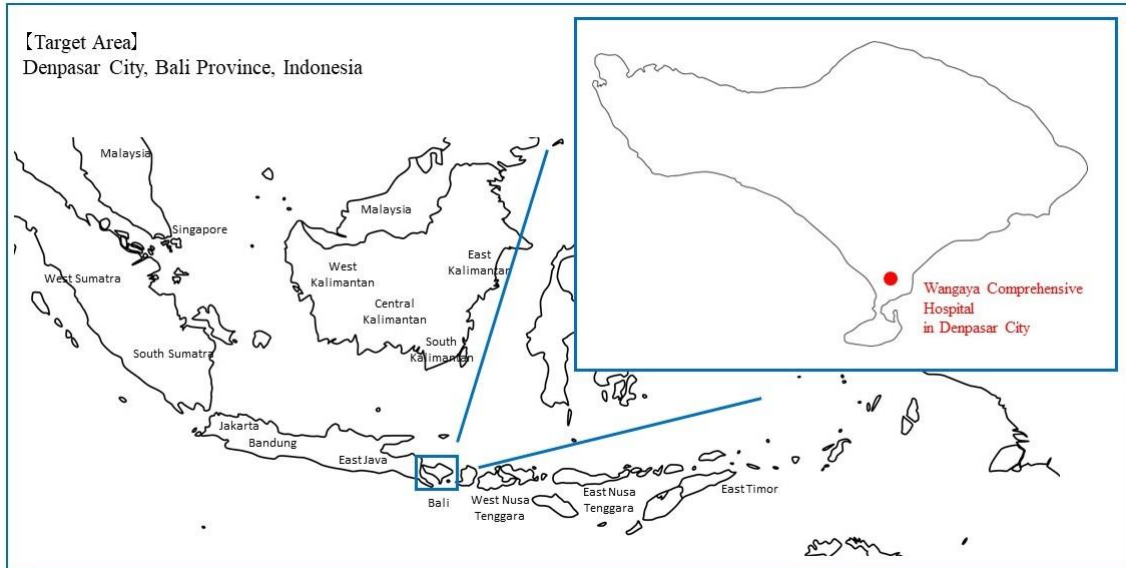 【Target Area】
Denpasar City, Bali Province, Indonesia
Malaysia
Singapore
Malaysia
West Sumatra
West
Kalimantan
East
Kalimantan
Central
Kalimantan
South
Kalimantan
South Sumatra
Jakarta
Bandung
East Java
Bali
West Nusa
Tenggara
East Nusa
Tenggara
East Timor
Wangaya Comprehensive
Hospital
in Denpasar City